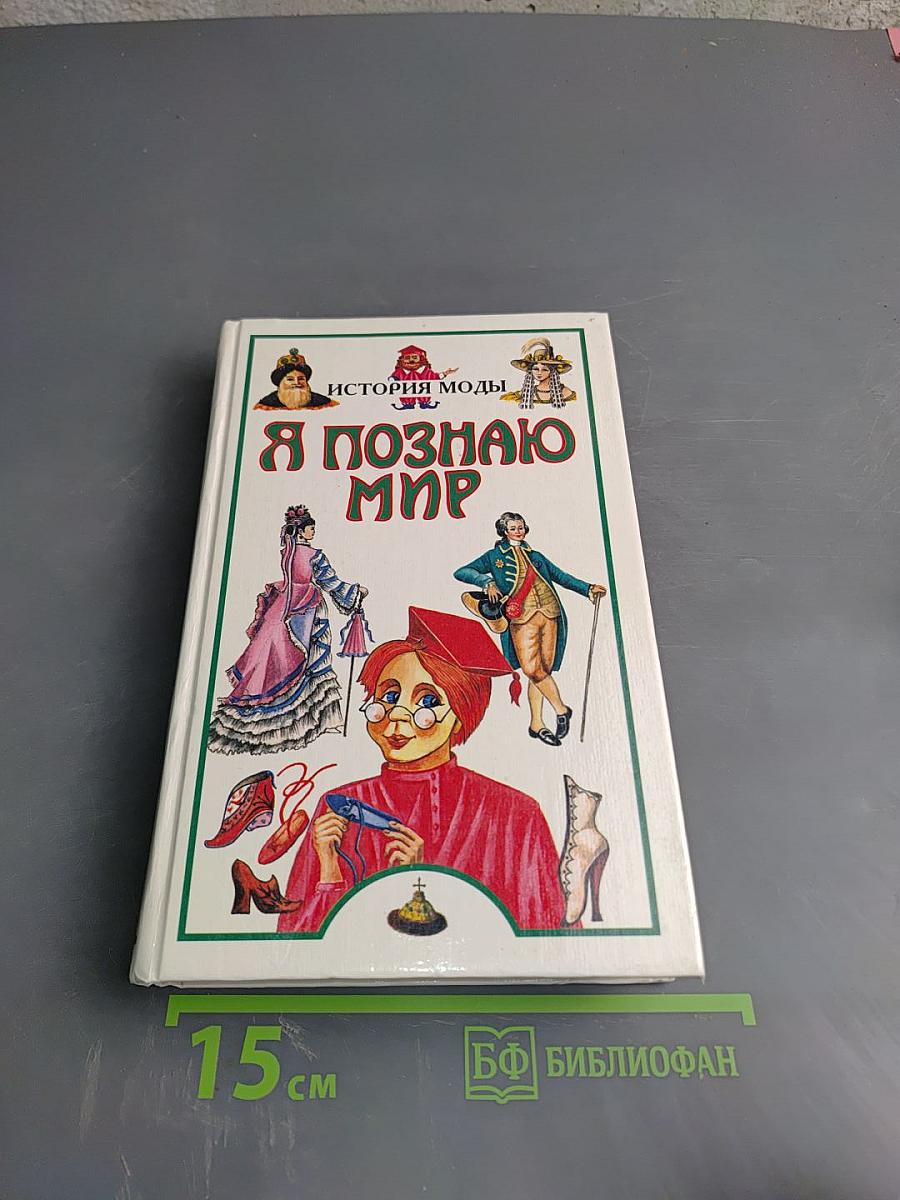 ИСТОРИЯ МОДЫ
Я ПОЗНАЮ
МИР
15 см
БФ БИБЛИОФАН